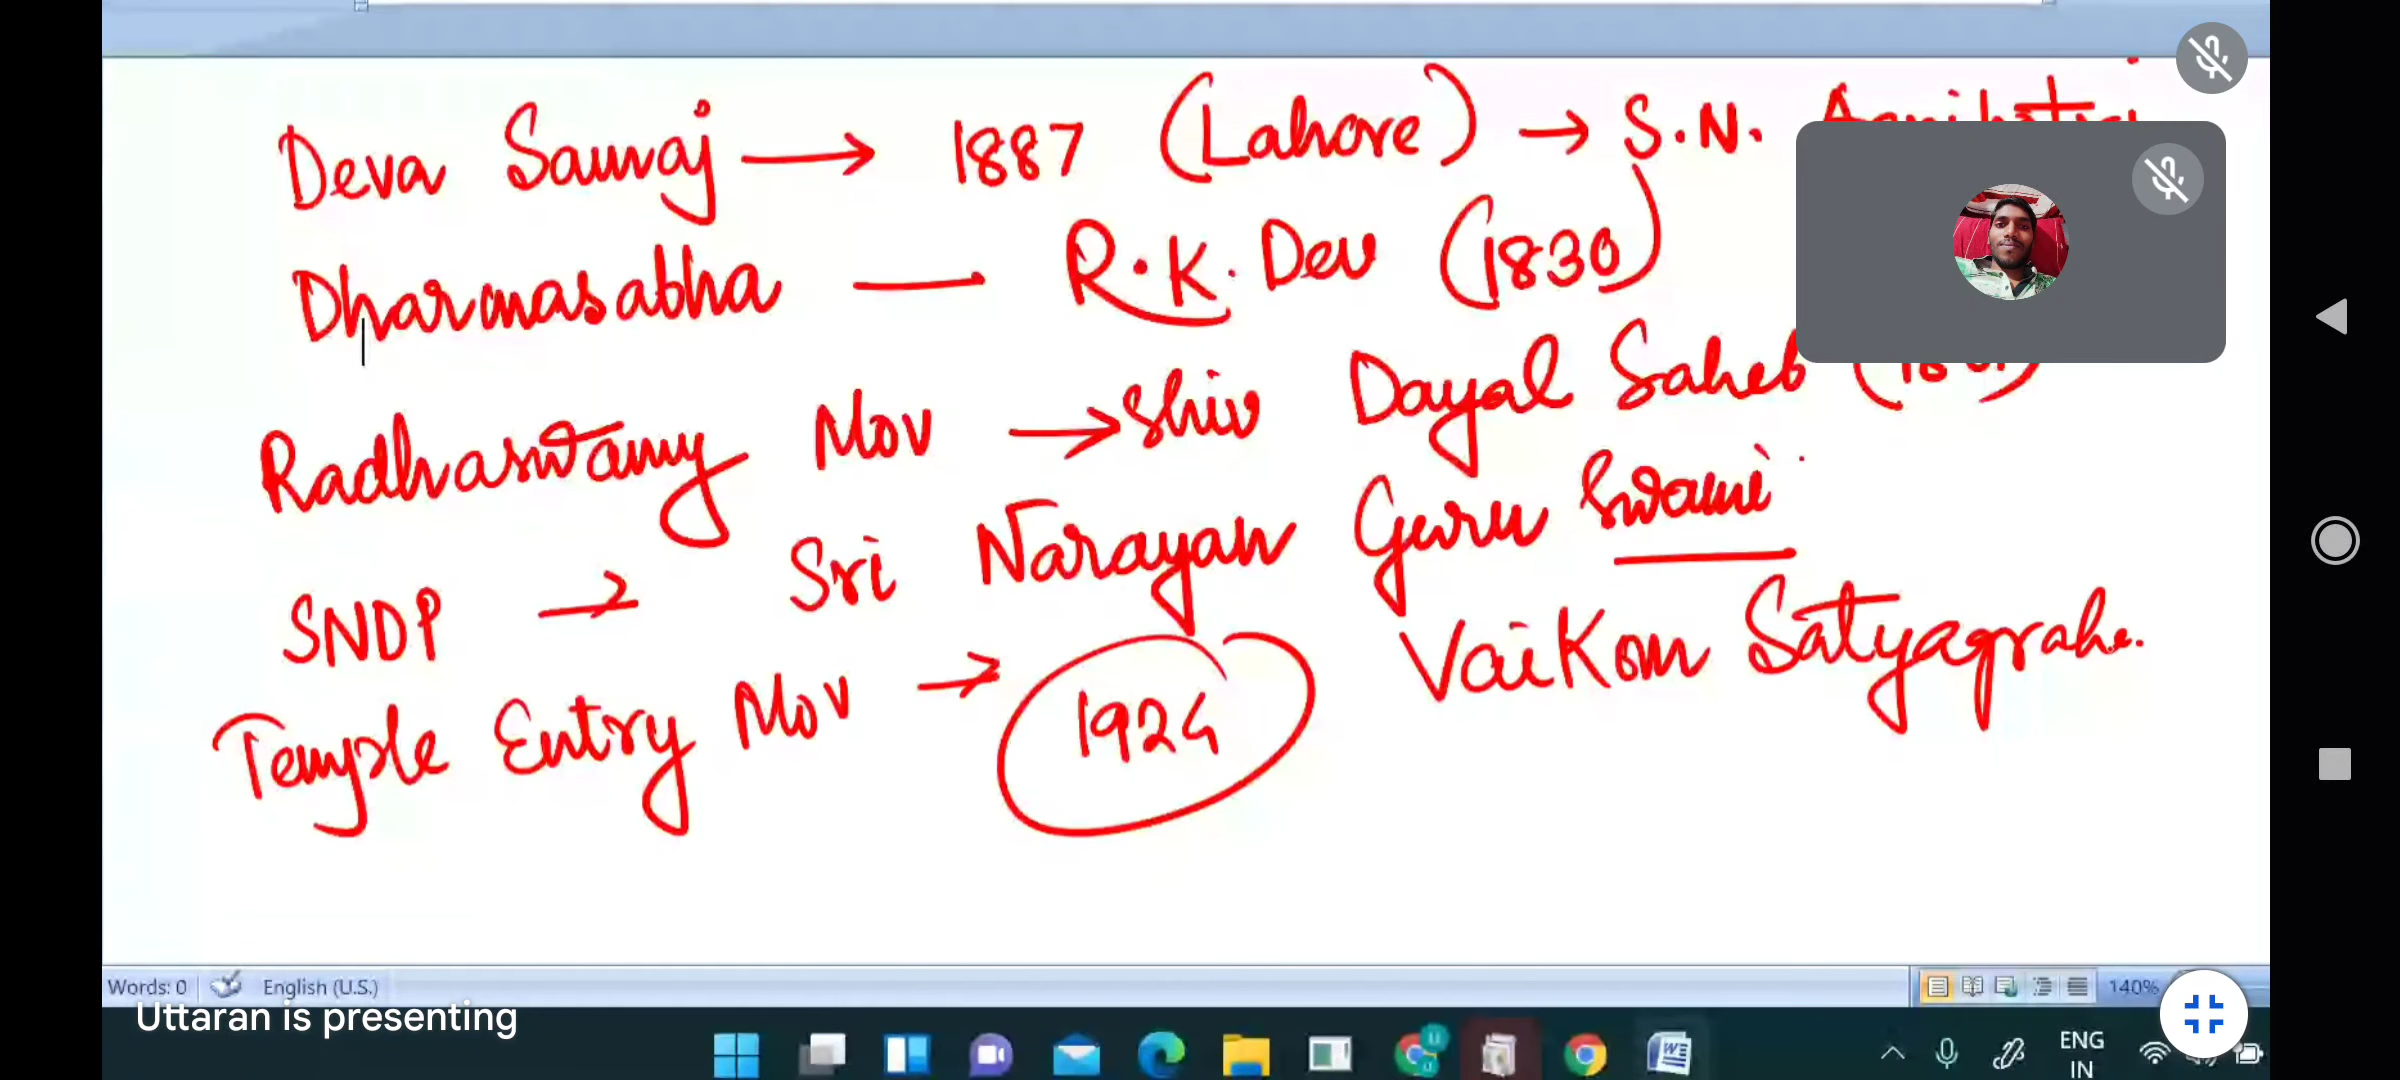 Deva Samaj → 1887 (Lahore) → S.N. Agnihotri
Dharmasabha — R.K. Dev (1830)
Radhaswamy Mov → Shiv Dayal Saheb
SNDP → Sri Narayan Guru Swami
Temple Entry Mov → 1924 Vaikom Satyagraha.
Words: 0 English (U.S.) 140%
Uttaran is presenting
ENG
IN